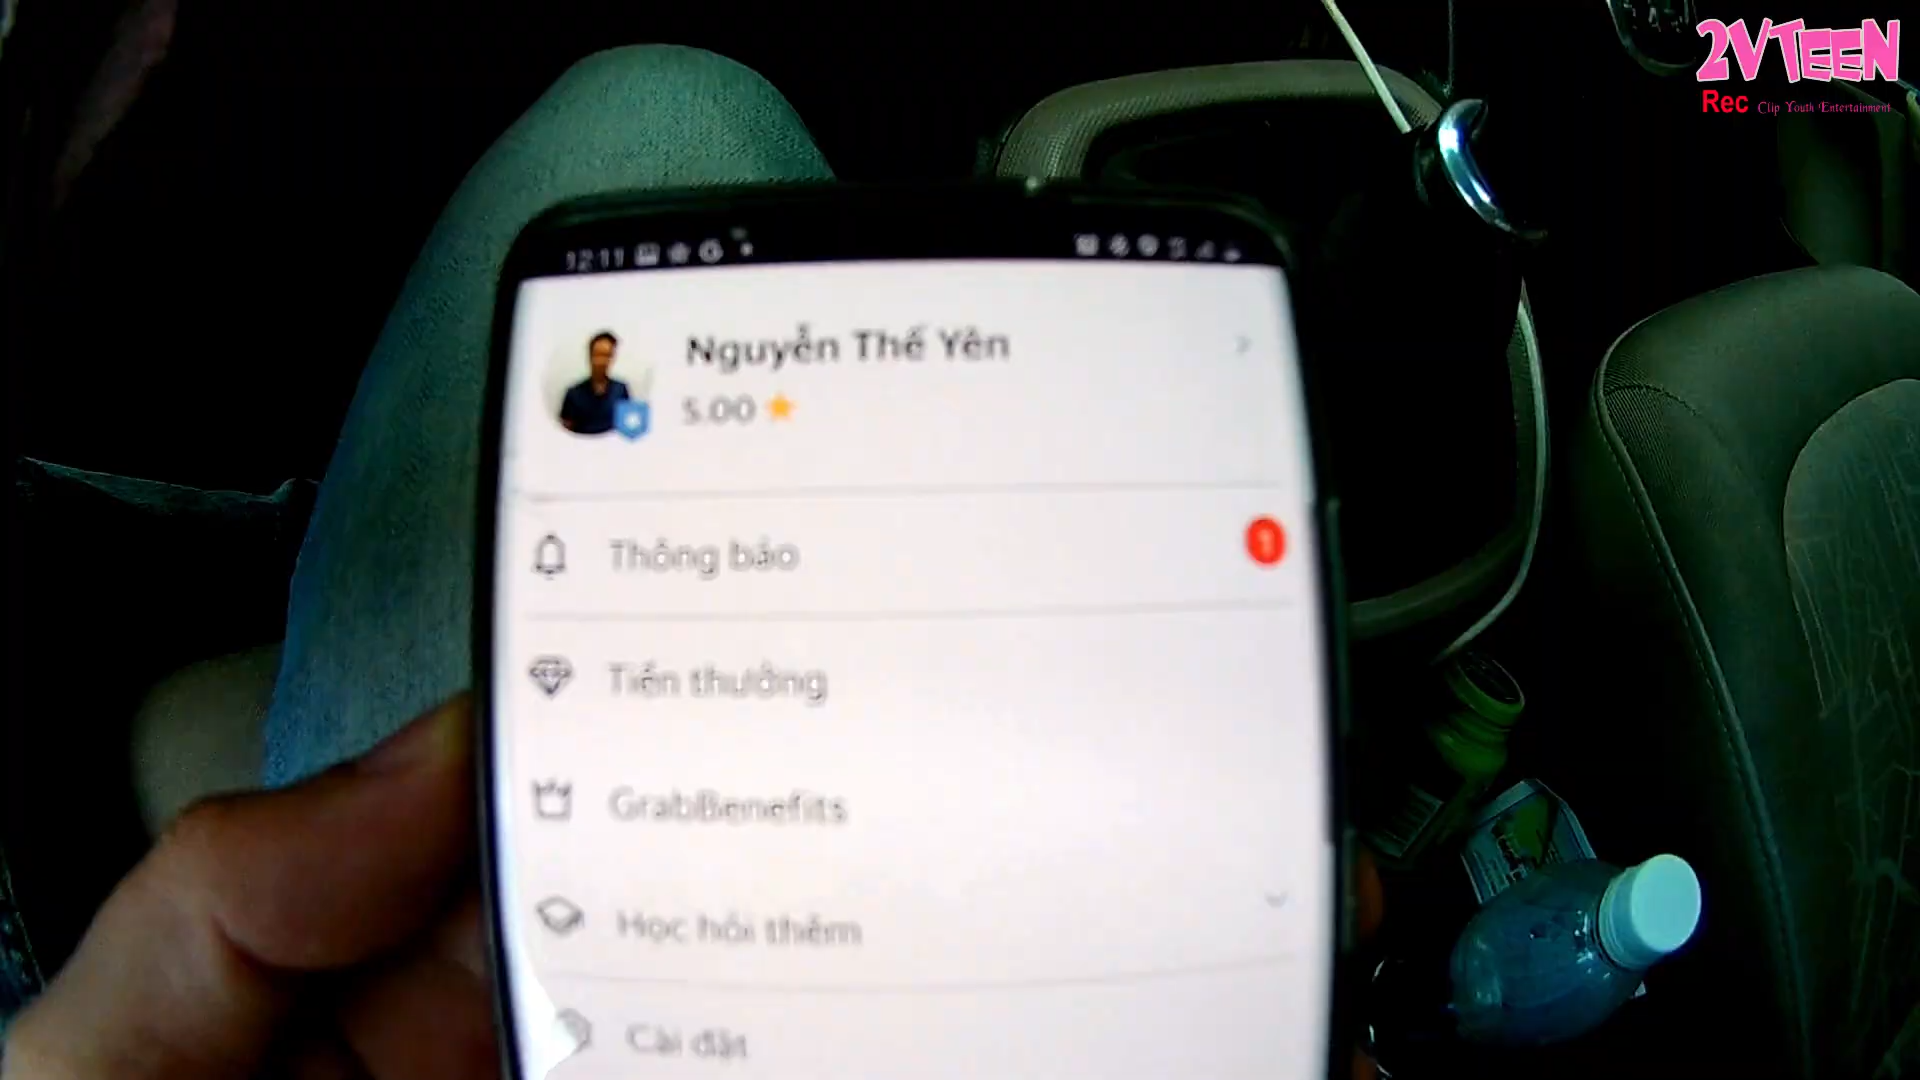 2VTEEN
Rec Clip Youth Entertainment
12:11
Nguyễn Thế Yên
5.00
Thông báo
1
Tiền thưởng
GrabBenefits
Học hỏi thêm
Cài đặt